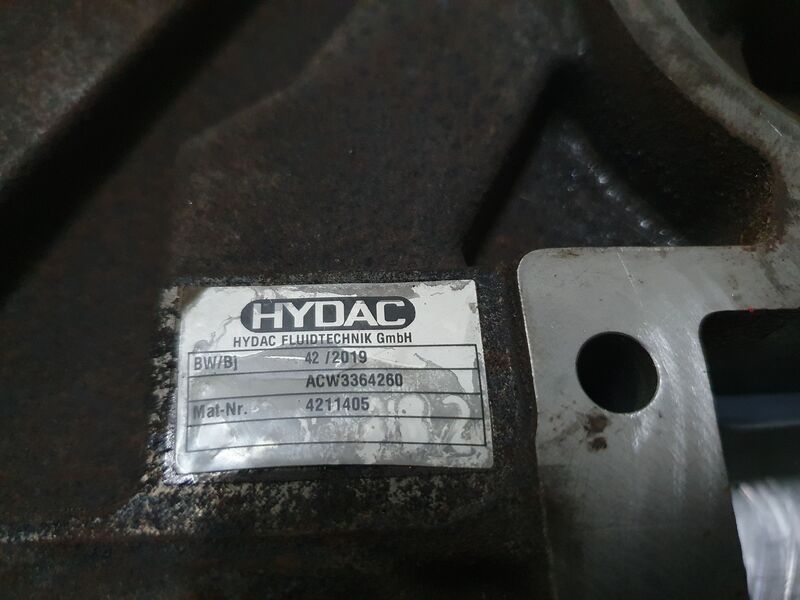 HYDAC
HYDAC FLUIDTECHNIK GmbH
BW/Bj 42 /2019
ACW3364260
Mat-Nr. 4211405